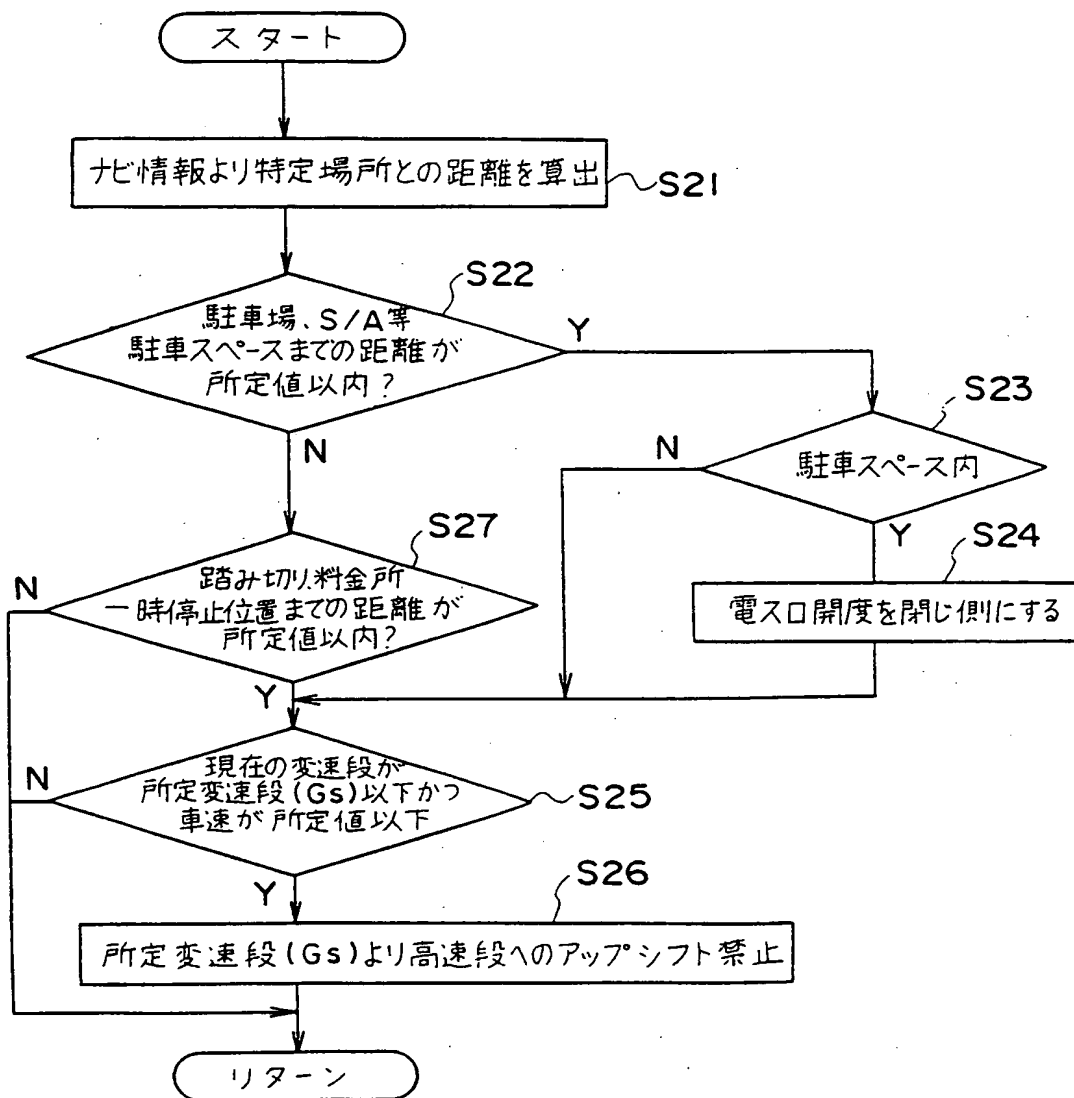 スタート
ナビ情報より特定場所との距離を算出
S21
S22
駐車場、S/A等
駐車スペースまでの距離が
所定値以内?
Y
N
S23
駐車スペース内
N
Y
S24
電スロ開度を閉じ側にする
S27
踏み切り、料金所
一時停止位置までの距離が
所定値以内?
N
Y
現在の変速段が
所定変速段(Gs)以下かつ
車速が所定値以下
S25
N
Y
S26
所定変速段(Gs)より高速段へのアップシフト禁止
リターン